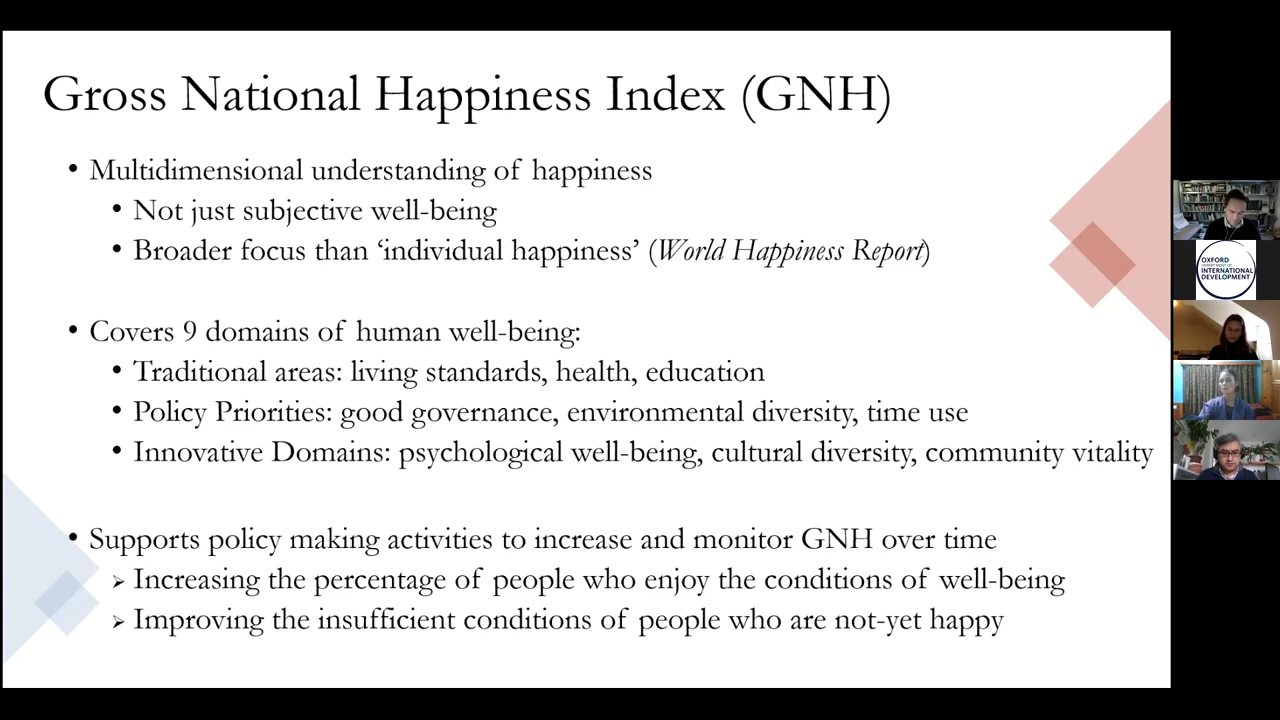 Gross National Happiness Index (GNH)
• Multidimensional understanding of happiness
• Not just subjective well-being
• Broader focus than ‘individual happiness’ (World Happiness Report)
• Covers 9 domains of human well-being:
• Traditional areas: living standards, health, education
• Policy Priorities: good governance, environmental diversity, time use
• Innovative Domains: psychological well-being, cultural diversity, community vitality
• Supports policy making activities to increase and monitor GNH over time
➢ Increasing the percentage of people who enjoy the conditions of well-being
➢ Improving the insufficient conditions of people who are not-yet happy
OXFORD
DEPARTMENT OF
INTERNATIONAL
DEVELOPMENT